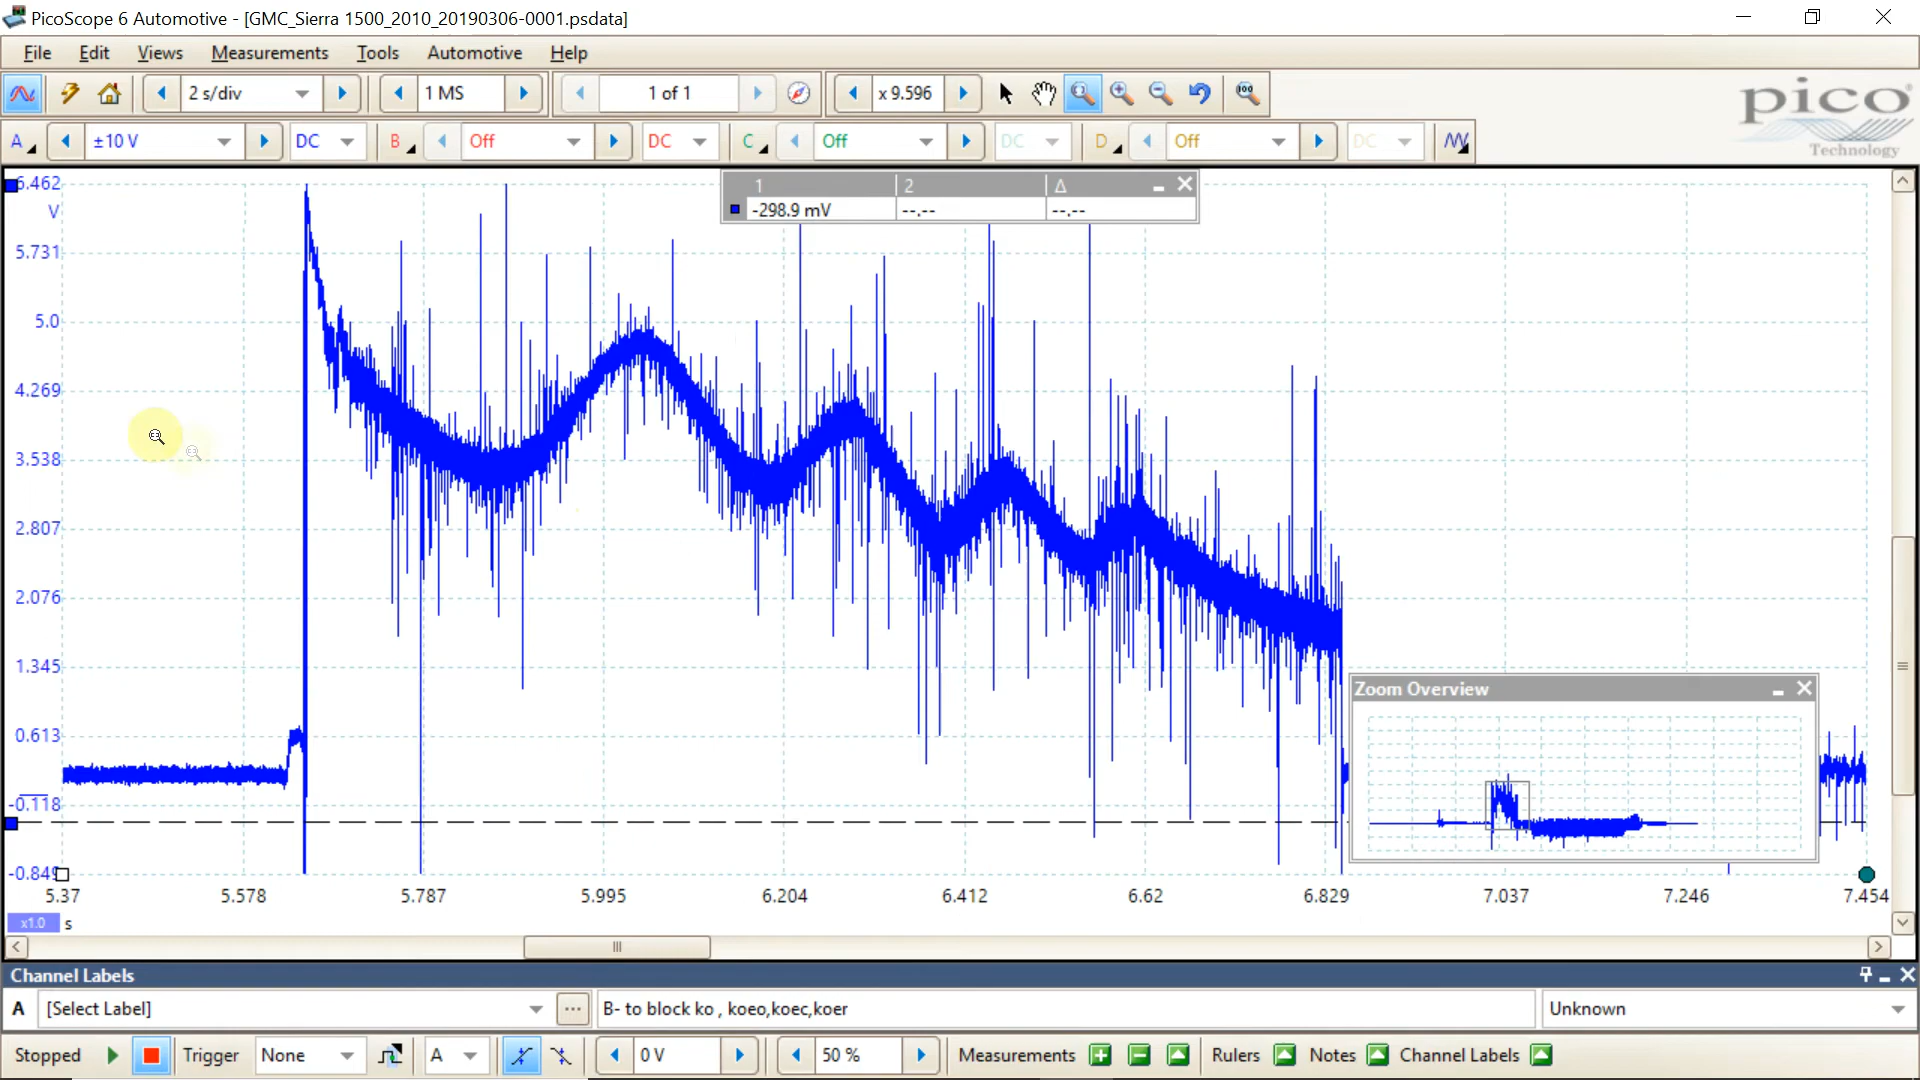 PicoScope 6 Automotive - [GMC_Sierra 1500_2010_20190306-0001.psdata]
File Edit Views Measurements Tools Automotive Help
2 s/div 1 MS 1 of 1 x 9.596 100
pico
Technology
A ±10 V DC B Off DC C Off DC D Off DC
1 2 Δ
-298.9 mV --.-- --.--
6.462
V
5.731
5.0
4.269
3.538
2.807
2.076
1.345
0.613
-0.118
-0.849
Zoom Overview
5.37 5.578 5.787 5.995 6.204 6.412 6.62 6.829 7.037 7.246 7.454
x1.0 s
Channel Labels
A [Select Label] ... B- to block ko , koeo,koec,koer Unknown
Stopped Trigger None A 0 V 50 % Measurements Rulers Notes Channel Labels